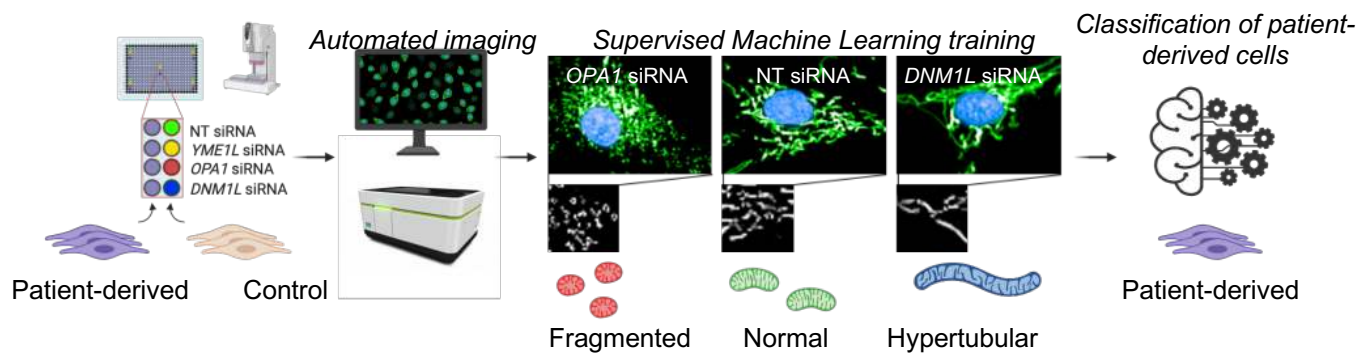 Automated imaging
Supervised Machine Learning training
Classification of patient-
derived cells
NT siRNA
YME1L siRNA
OPA1 siRNA
DNM1L siRNA
Patient-derived
Control
OPA1 siRNA
NT siRNA
DNM1L siRNA
Fragmented
Normal
Hypertubular
Patient-derived